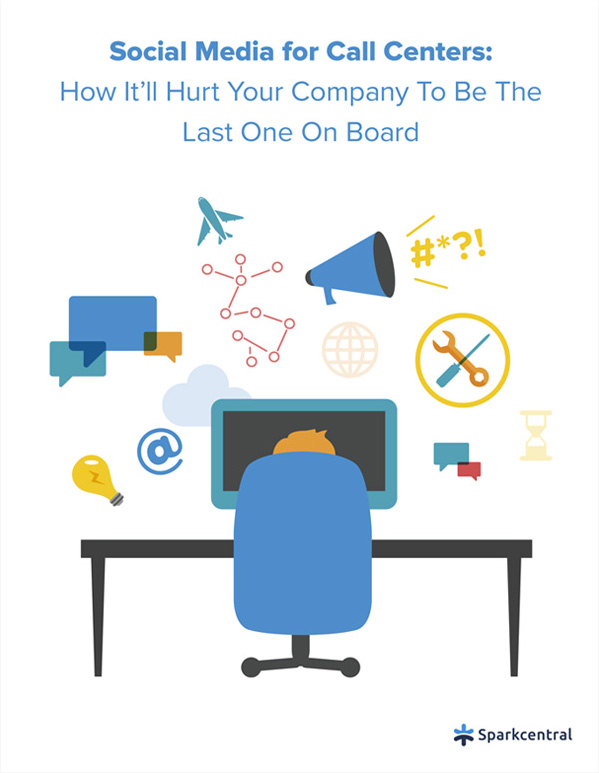 Social Media for Call Centers:
How It'll Hurt Your Company To Be The
Last One On Board
#*?!
@
Sparkcentral